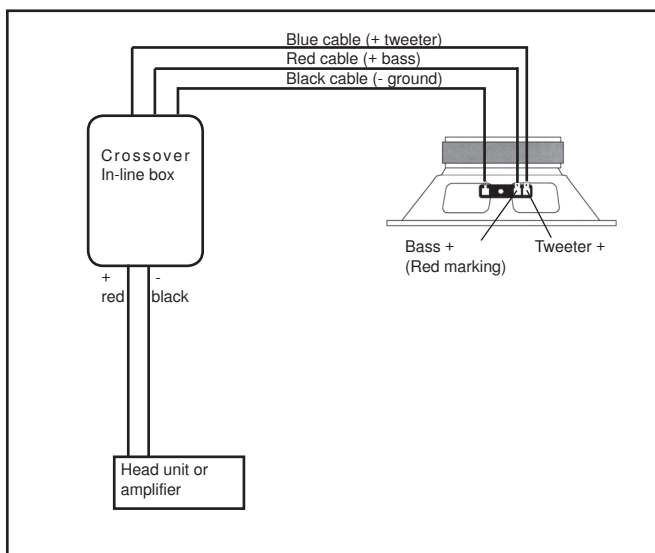 Blue cable (+ tweeter)
Red cable (+ bass)
Black cable (- ground)
Crossover
In-line box
Bass +
(Red marking)
Tweeter +
+ -
red black
Head unit or
amplifier